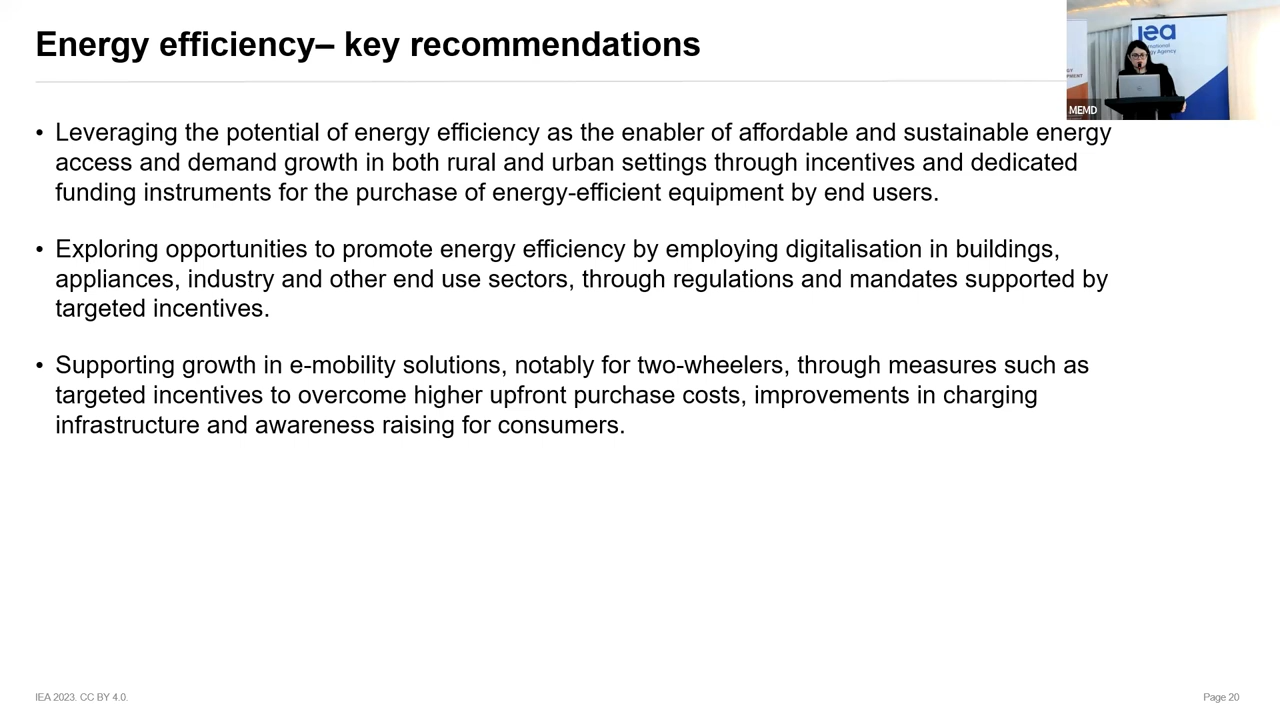 Energy efficiency– key recommendations
iea
Energy Agency
MEMD
• Leveraging the potential of energy efficiency as the enabler of affordable and sustainable energy
access and demand growth in both rural and urban settings through incentives and dedicated
funding instruments for the purchase of energy-efficient equipment by end users.
• Exploring opportunities to promote energy efficiency by employing digitalisation in buildings,
appliances, industry and other end use sectors, through regulations and mandates supported by
targeted incentives.
• Supporting growth in e-mobility solutions, notably for two-wheelers, through measures such as
targeted incentives to overcome higher upfront purchase costs, improvements in charging
infrastructure and awareness raising for consumers.
IEA 2023. CC BY 4.0.
Page 20